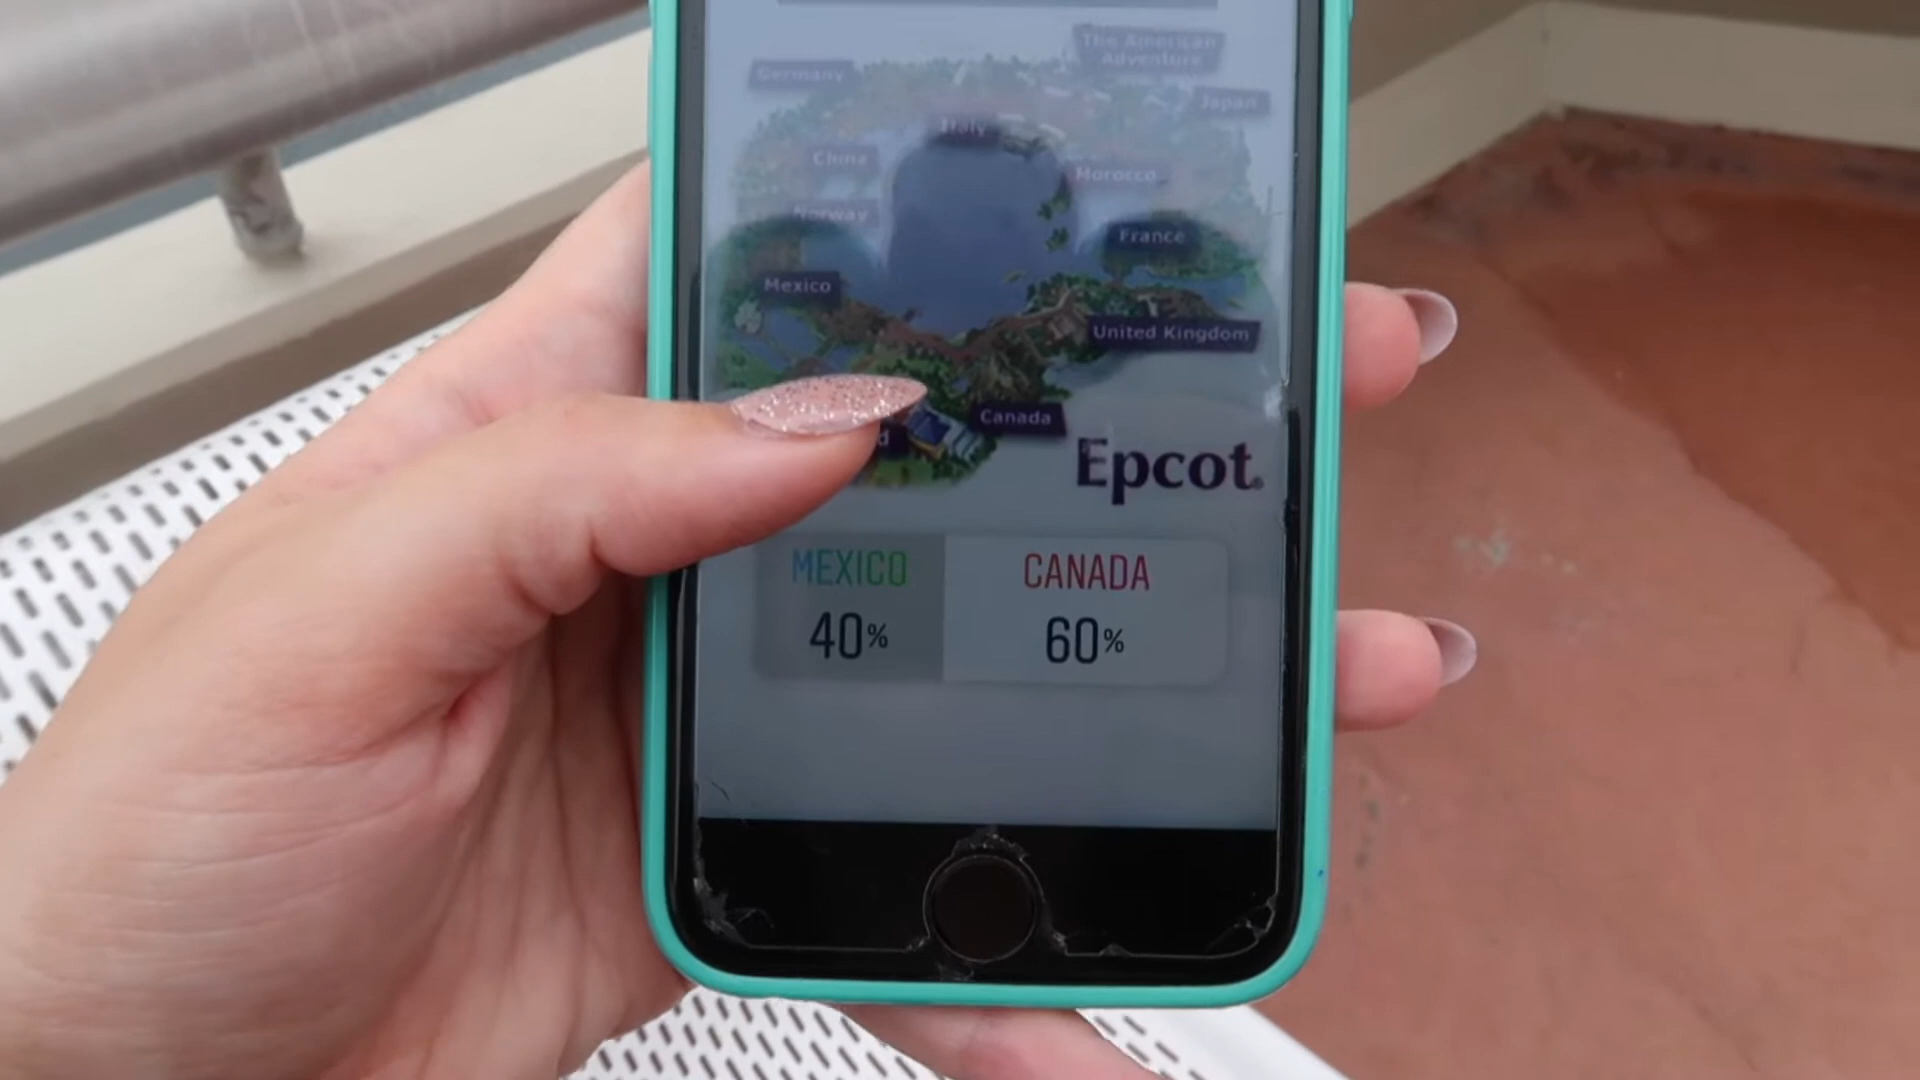 The American
Adventure
Germany
Japan
Italy
China
Morocco
Norway
France
Mexico
United Kingdom
Canada
d
Epcot
MEXICO
CANADA
40%
60%